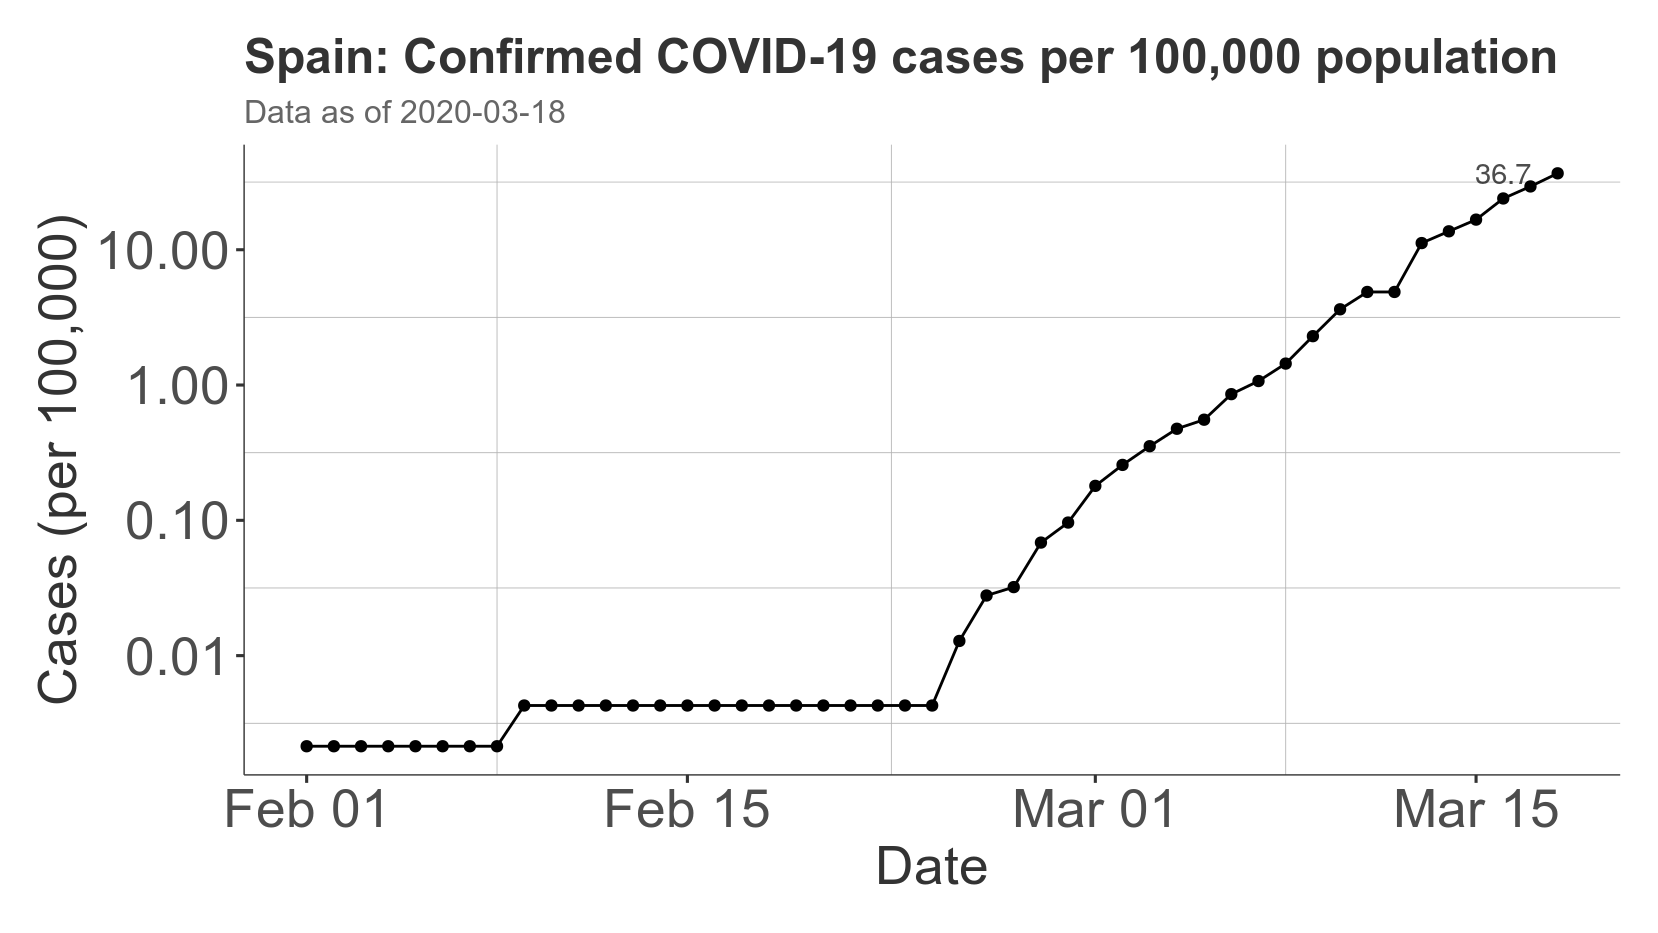 Spain: Confirmed COVID-19 cases per 100,000 population
Data as of 2020-03-18
36.7
10.00
1.00
0.10
0.01
Cases (per 100,000)
Feb 01
Feb 15
Mar 01
Mar 15
Date